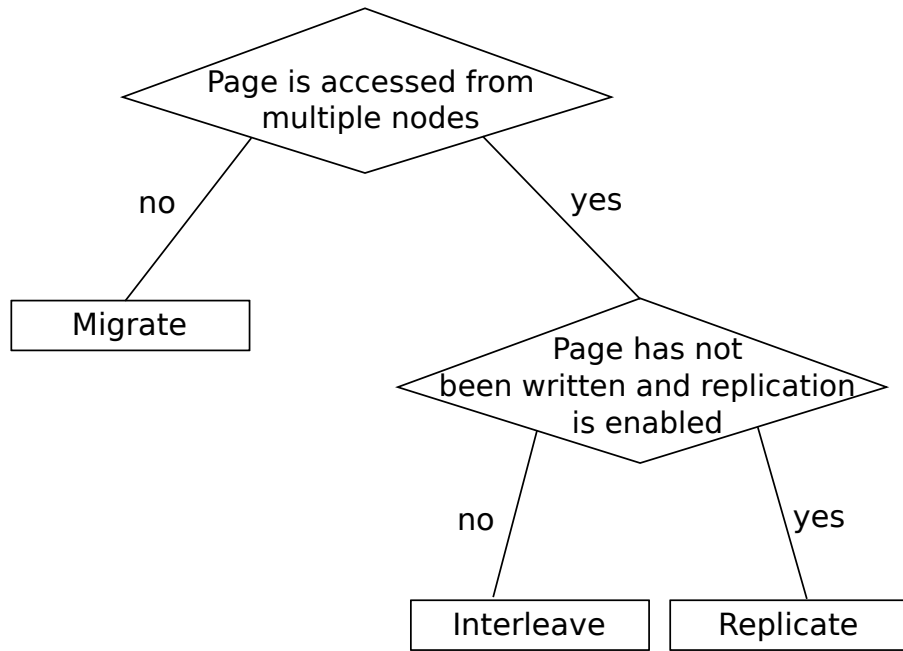 Page is accessed from
multiple nodes
no
yes
Migrate
Page has not
been written and replication
is enabled
no
yes
Interleave
Replicate